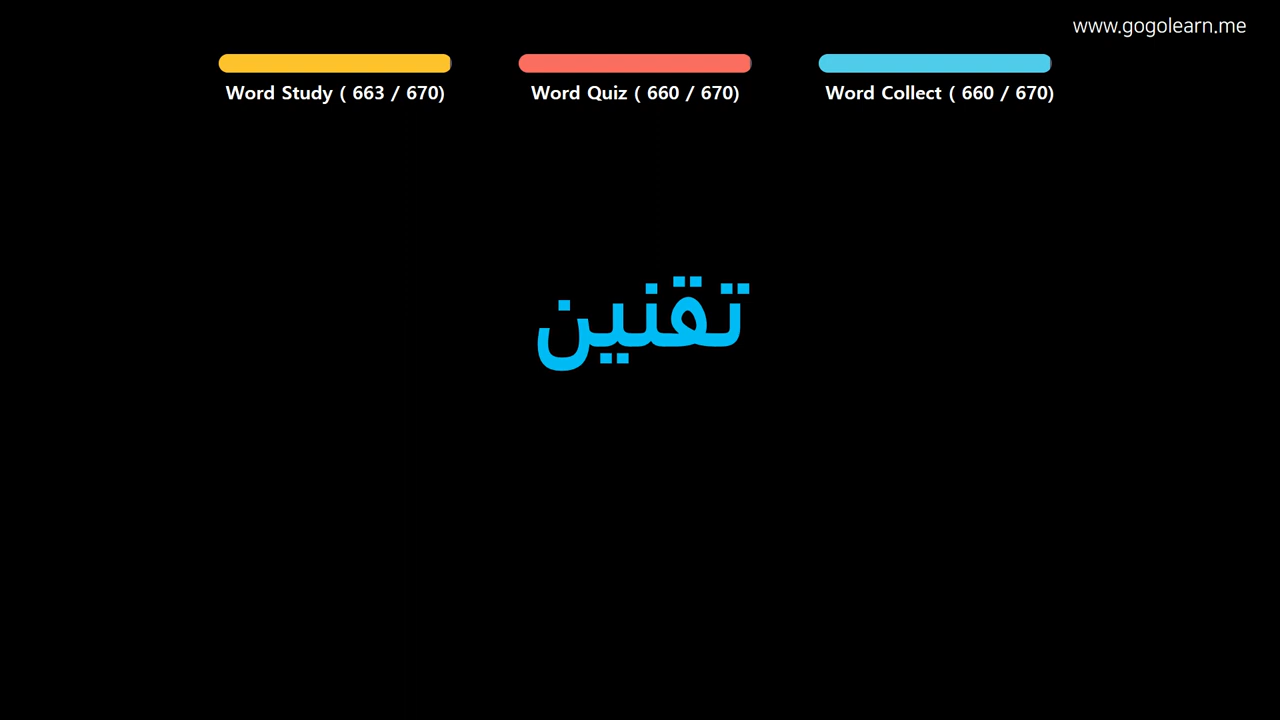 www.gogolearn.me
Word Study ( 663 / 670)
Word Quiz ( 660 / 670)
Word Collect ( 660 / 670)
تقنين